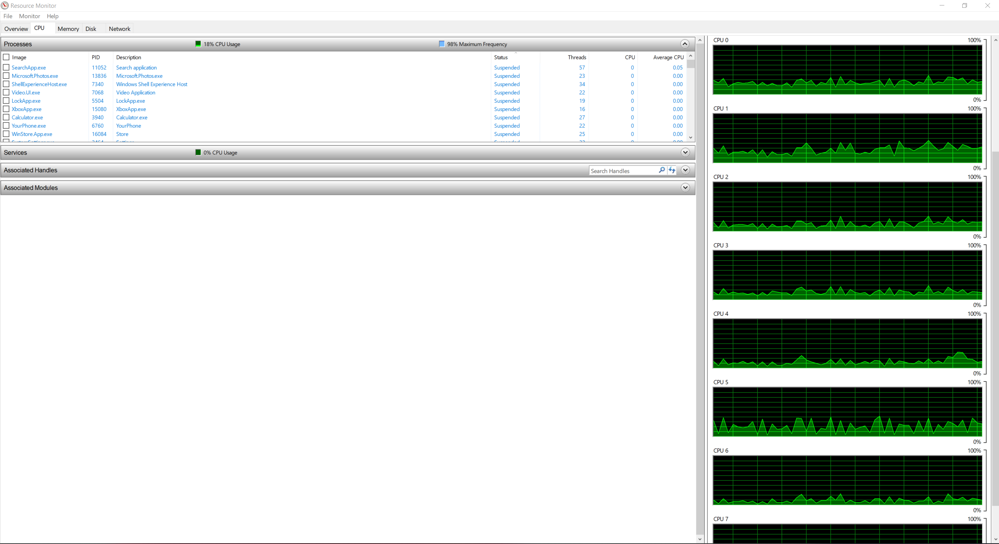 Resource Monitor
File Monitor Help
Overview CPU Memory Disk Network
Processes 18% CPU Usage 98% Maximum Frequency
Image PID Description Status Threads CPU Average CPU
SearchApp.exe 11052 Search application Suspended 57 0 0.05
Microsoft.Photos.exe 13836 Microsoft.Photos.exe Suspended 23 0 0.00
ShellExperienceHost.exe 7340 Windows Shell Experience Host Suspended 34 0 0.00
Video.UI.exe 7068 Video Application Suspended 22 0 0.00
LockApp.exe 5504 LockApp.exe Suspended 19 0 0.00
XboxApp.exe 15080 XboxApp.exe Suspended 16 0 0.00
Calculator.exe 3940 Calculator.exe Suspended 27 0 0.00
YourPhone.exe 6760 YourPhone Suspended 22 0 0.00
WinStore.App.exe 16084 Store Suspended 25 0 0.00
Services 0% CPU Usage
Associated Handles Search Handles
Associated Modules
CPU 0 100%
0%
CPU 1 100%
0%
CPU 2 100%
0%
CPU 3 100%
0%
CPU 4 100%
0%
CPU 5 100%
0%
CPU 6 100%
0%
CPU 7 100%